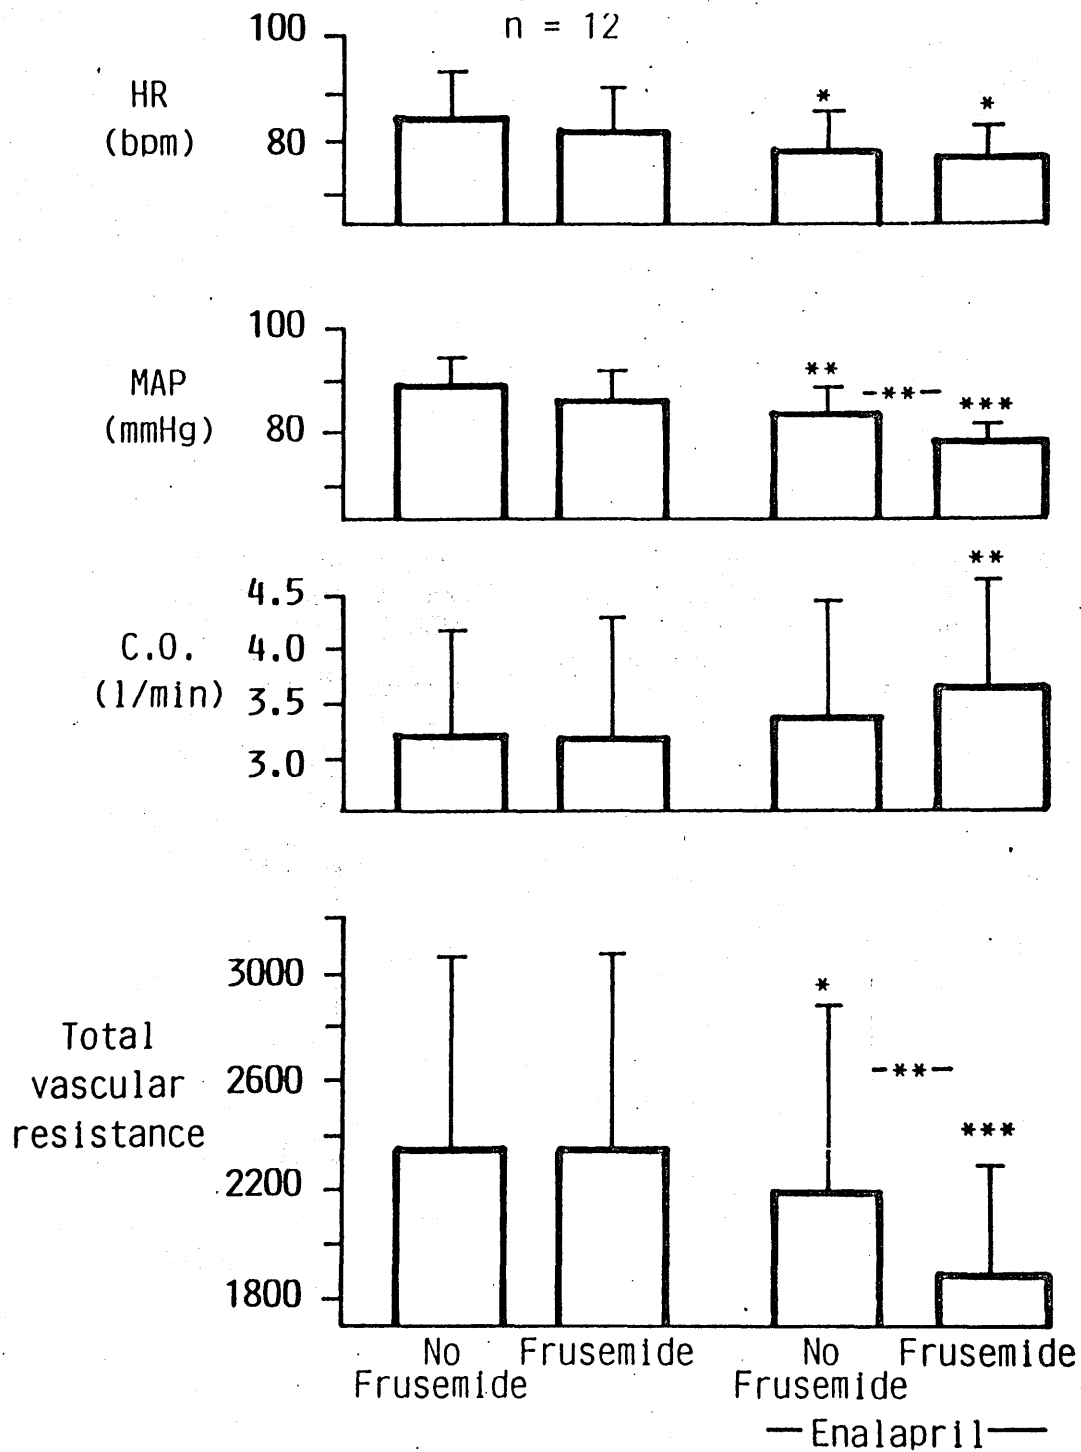 n = 12
100
HR
(bpm)
80
*
*
100
MAP
(mmHg)
80
**
-**-
***
4.5
C.O.
4.0
(l/min)
3.5
3.0
**
3000
Total
vascular
resistance
2600
2200
1800
*
-**-
***
No
Frusemide
Frusemide
No
Frusemide
Frusemide
— Enalapril —